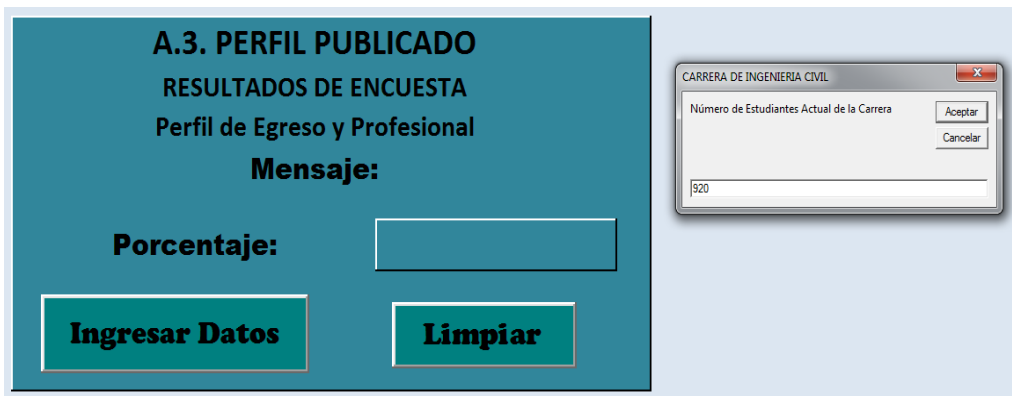 A.3. PERFIL PUBLICADO
RESULTADOS DE ENCUESTA
Perfil de Egreso y Profesional
Mensaje:
Porcentaje:
Ingresar Datos
Limpiar
CARRERA DE INGENIERIA CIVIL
Número de Estudiantes Actual de la Carrera
Aceptar
Cancelar
920